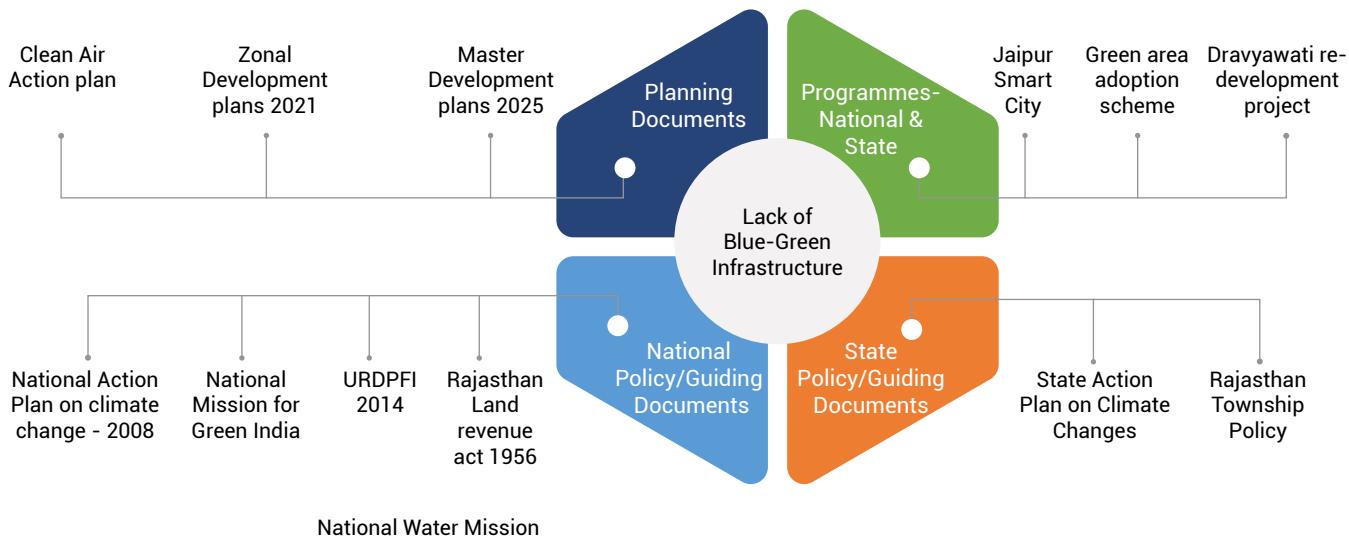 Clean Air
Action plan
Zonal
Development
plans 2021
Master
Development
plans 2025
Planning
Documents
Programmes-
National &
State
Jaipur
Smart
City
Green area
adoption
scheme
Dravyawati re-
development
project
Lack of
Blue-Green
Infrastructure
National Action
Plan on climate
change - 2008
National
Mission for
Green India
URDPFI
2014
Rajasthan
Land
revenue
act 1956
National
Policy/Guiding
Documents
State
Policy/Guiding
Documents
State Action
Plan on Climate
Changes
Rajasthan
Township
Policy
National Water Mission